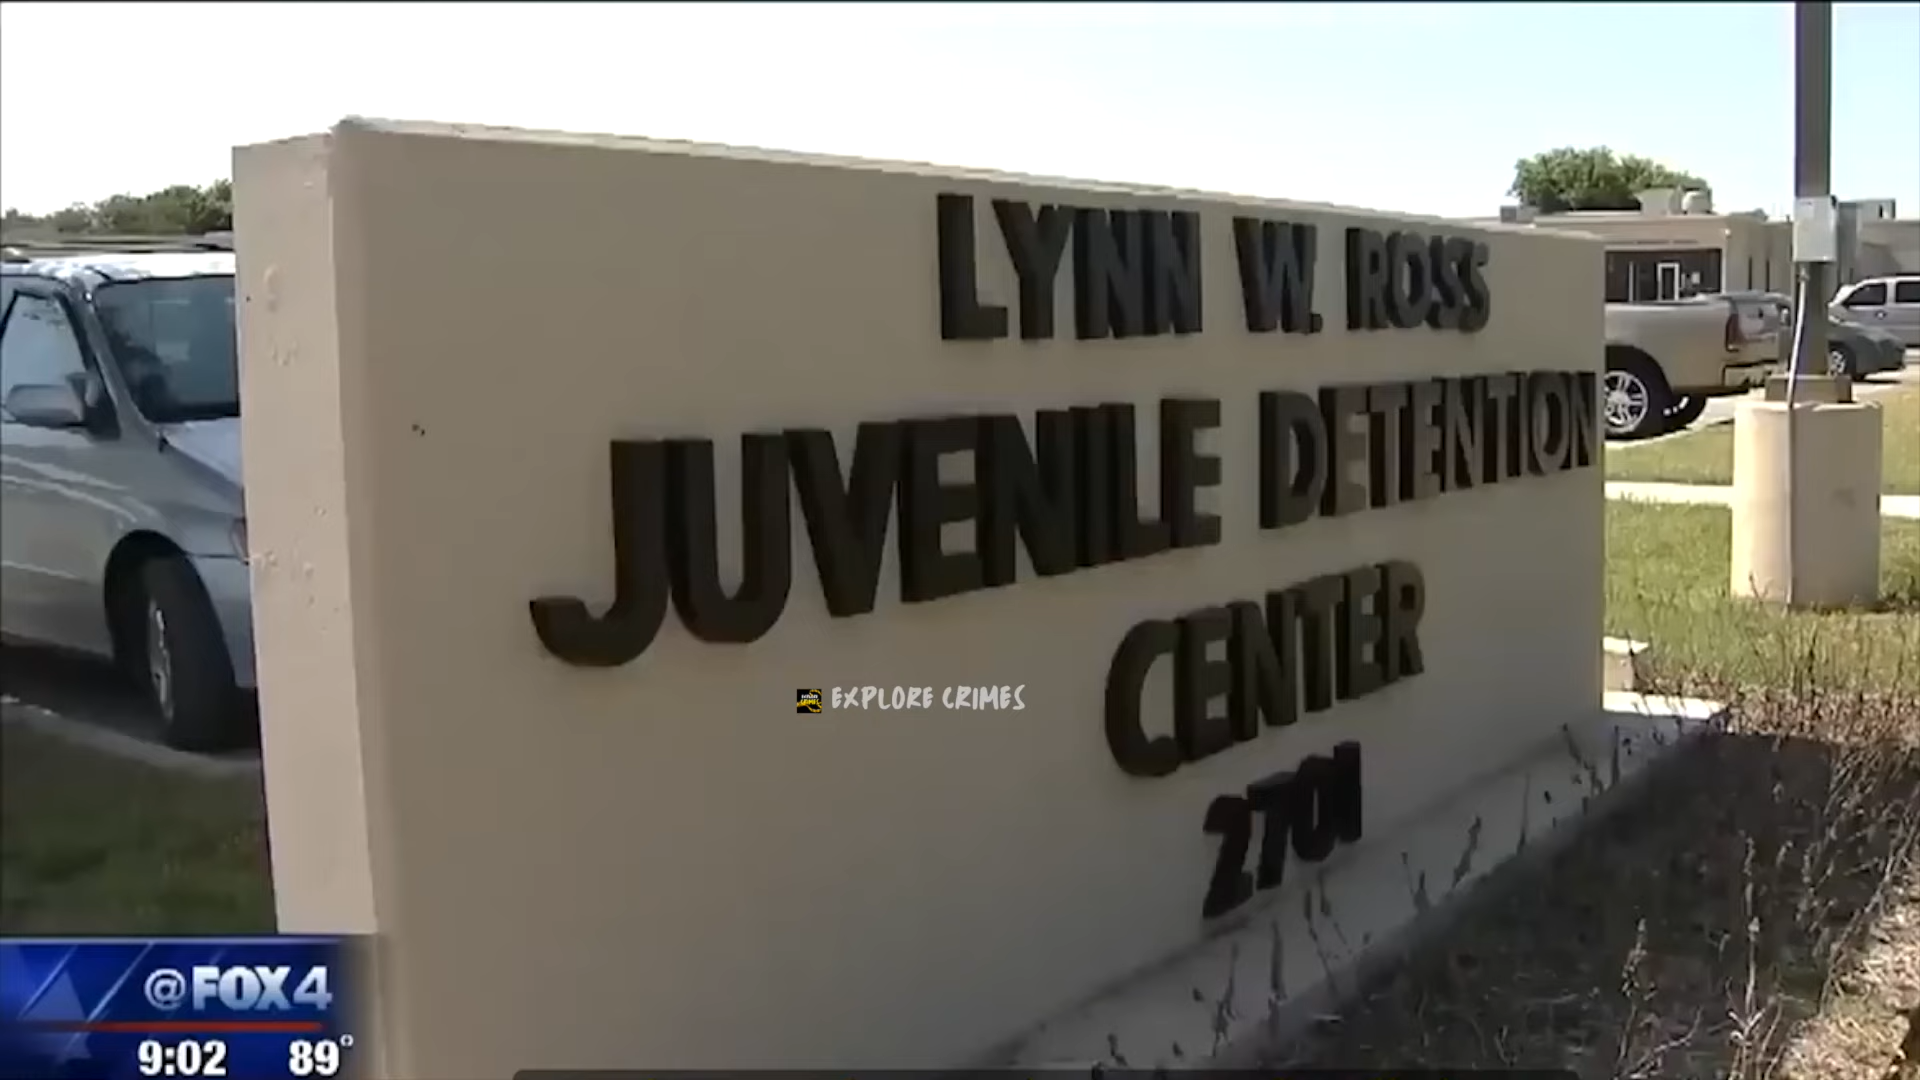 LYNN W. ROSS
JUVENILE DETENTION
CENTER
2701
EXPLORE CRIMES
@FOX4
9:02 89°